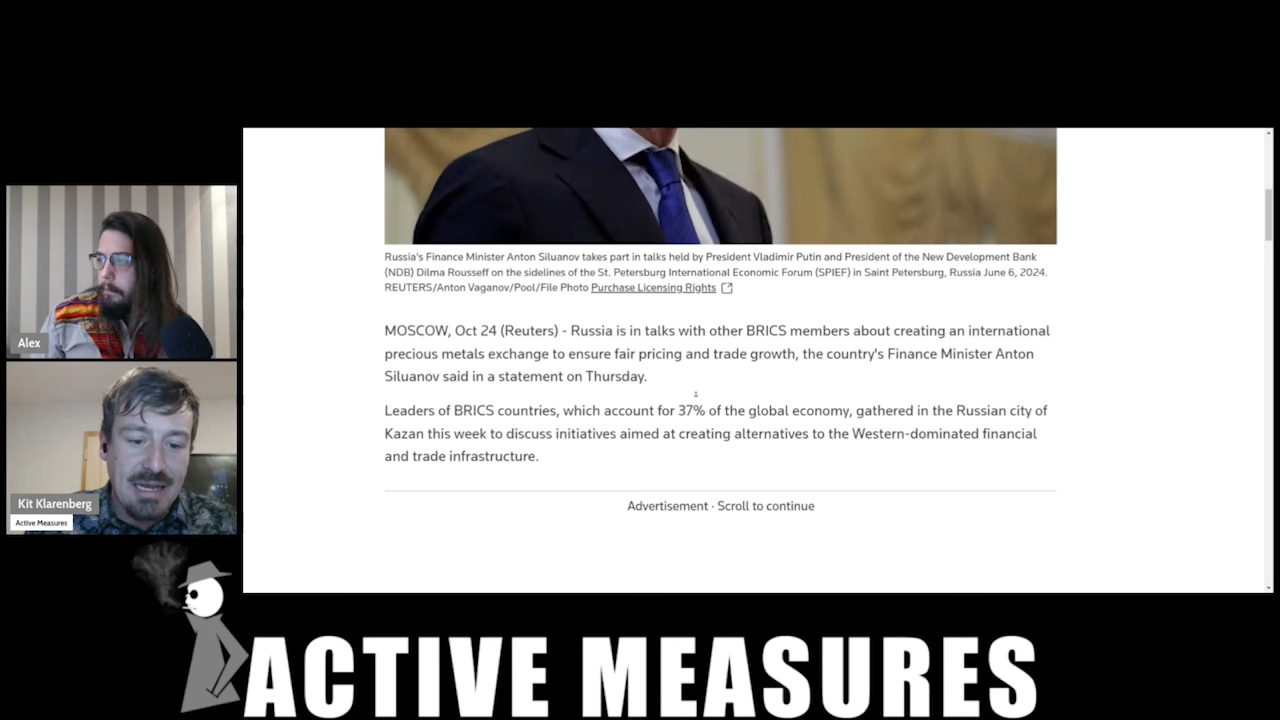 Alex
Kit Klarenberg
Active Measures
Russia's Finance Minister Anton Siluanov takes part in talks held by President Vladimir Putin and President of the New Development Bank
(NDB) Dilma Rousseff on the sidelines of the St. Petersburg International Economic Forum (SPIEF) in Saint Petersburg, Russia June 6, 2024.
REUTERS/Anton Vaganov/Pool/File Photo Purchase Licensing Rights
MOSCOW, Oct 24 (Reuters) - Russia is in talks with other BRICS members about creating an international
precious metals exchange to ensure fair pricing and trade growth, the country's Finance Minister Anton
Siluanov said in a statement on Thursday.
Leaders of BRICS countries, which account for 37% of the global economy, gathered in the Russian city of
Kazan this week to discuss initiatives aimed at creating alternatives to the Western-dominated financial
and trade infrastructure.
Advertisement · Scroll to continue
ACTIVE MEASURES